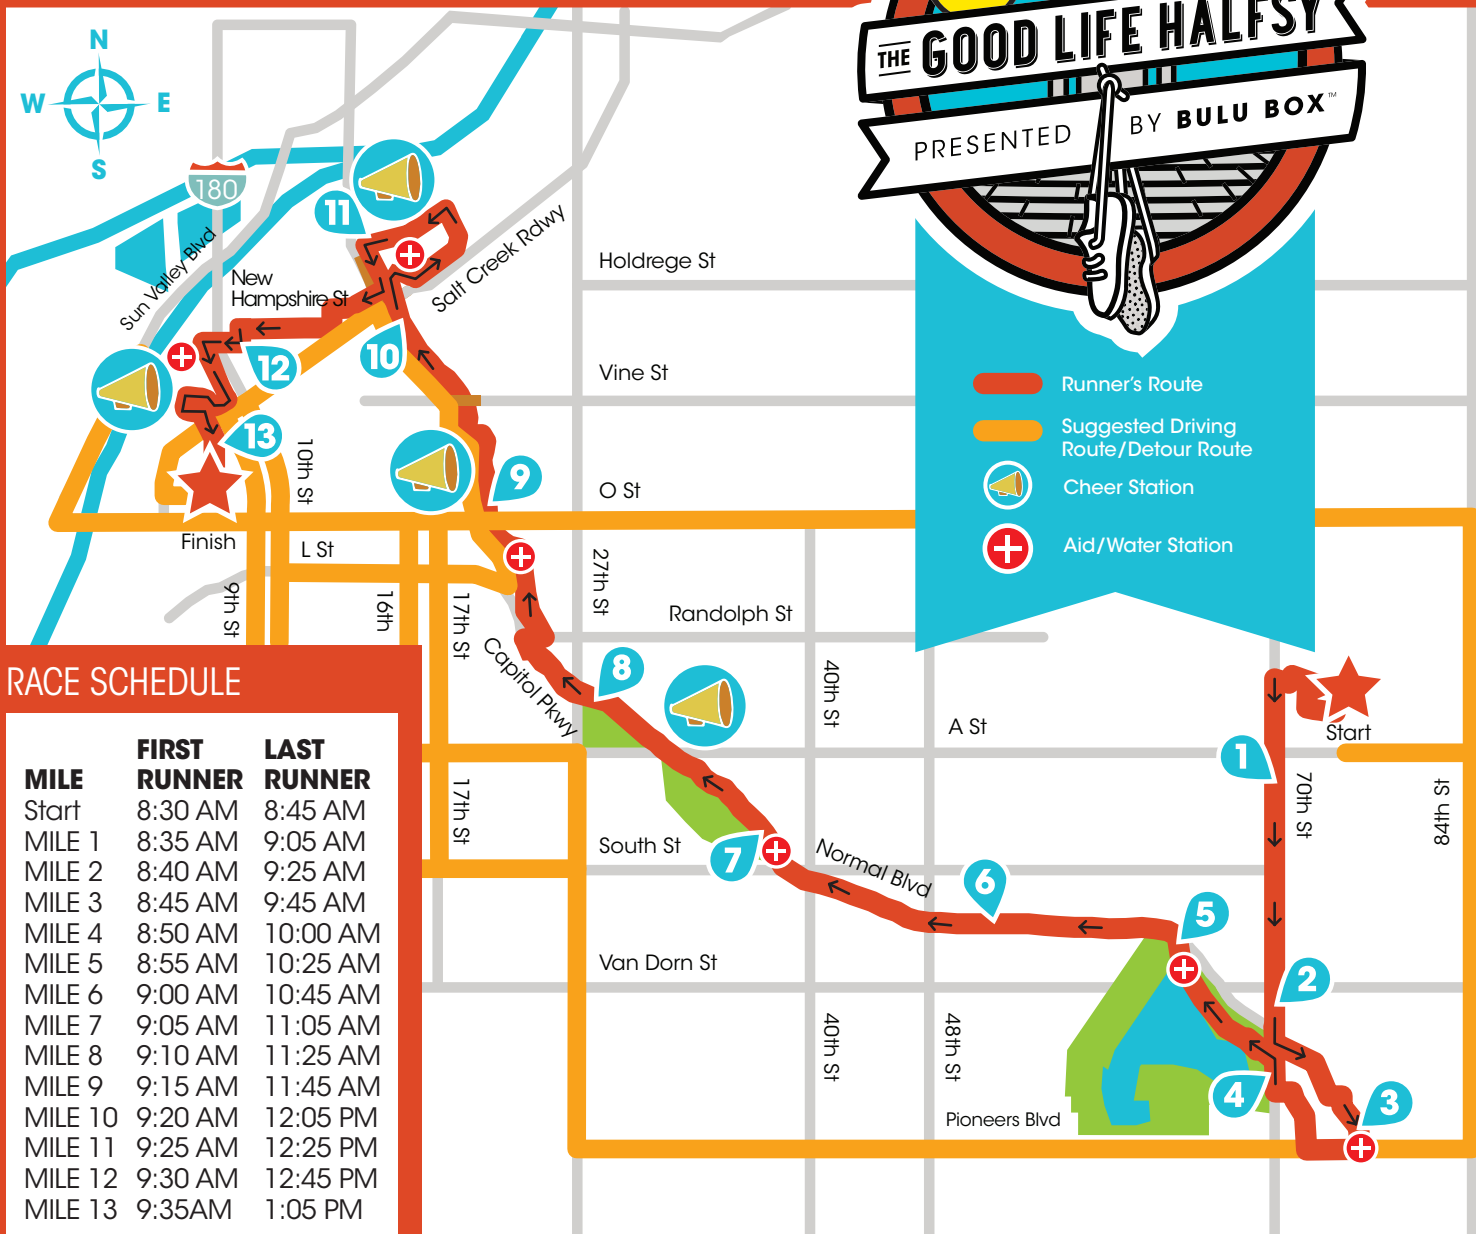 THE GOOD LIFE HALFSY
PRESENTED BY BULU BOX™
N
W E
S
180
11
Sun Valley Blvd
New
Hampshire St
Salt Creek Rdwy
Holdrege St
10
12
Vine St
13
10th St
9
O St
Finish
L St
9th St
16th
17th St
27th St
Randolph St
Capitol Pkwy
8
40th St
A St
Start
1
70th St
84th St
17th St
South St
7
Normal Blvd
6
5
Van Dorn St
2
40th St
48th St
4
3
Pioneers Blvd
Runner's Route
Suggested Driving
Route/Detour Route
Cheer Station
Aid/Water Station
RACE SCHEDULE
MILE FIRST RUNNER LAST RUNNER
Start 8:30 AM 8:45 AM
MILE 1 8:35 AM 9:05 AM
MILE 2 8:40 AM 9:25 AM
MILE 3 8:45 AM 9:45 AM
MILE 4 8:50 AM 10:00 AM
MILE 5 8:55 AM 10:25 AM
MILE 6 9:00 AM 10:45 AM
MILE 7 9:05 AM 11:05 AM
MILE 8 9:10 AM 11:25 AM
MILE 9 9:15 AM 11:45 AM
MILE 10 9:20 AM 12:05 PM
MILE 11 9:25 AM 12:25 PM
MILE 12 9:30 AM 12:45 PM
MILE 13 9:35AM 1:05 PM